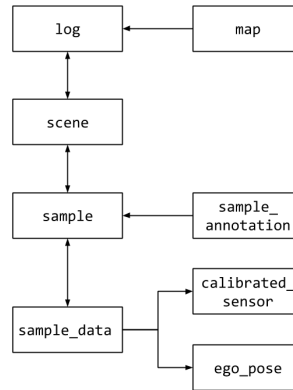 log
map
scene
sample
sample_
annotation
calibrated_
sensor
sample_data
ego_pose